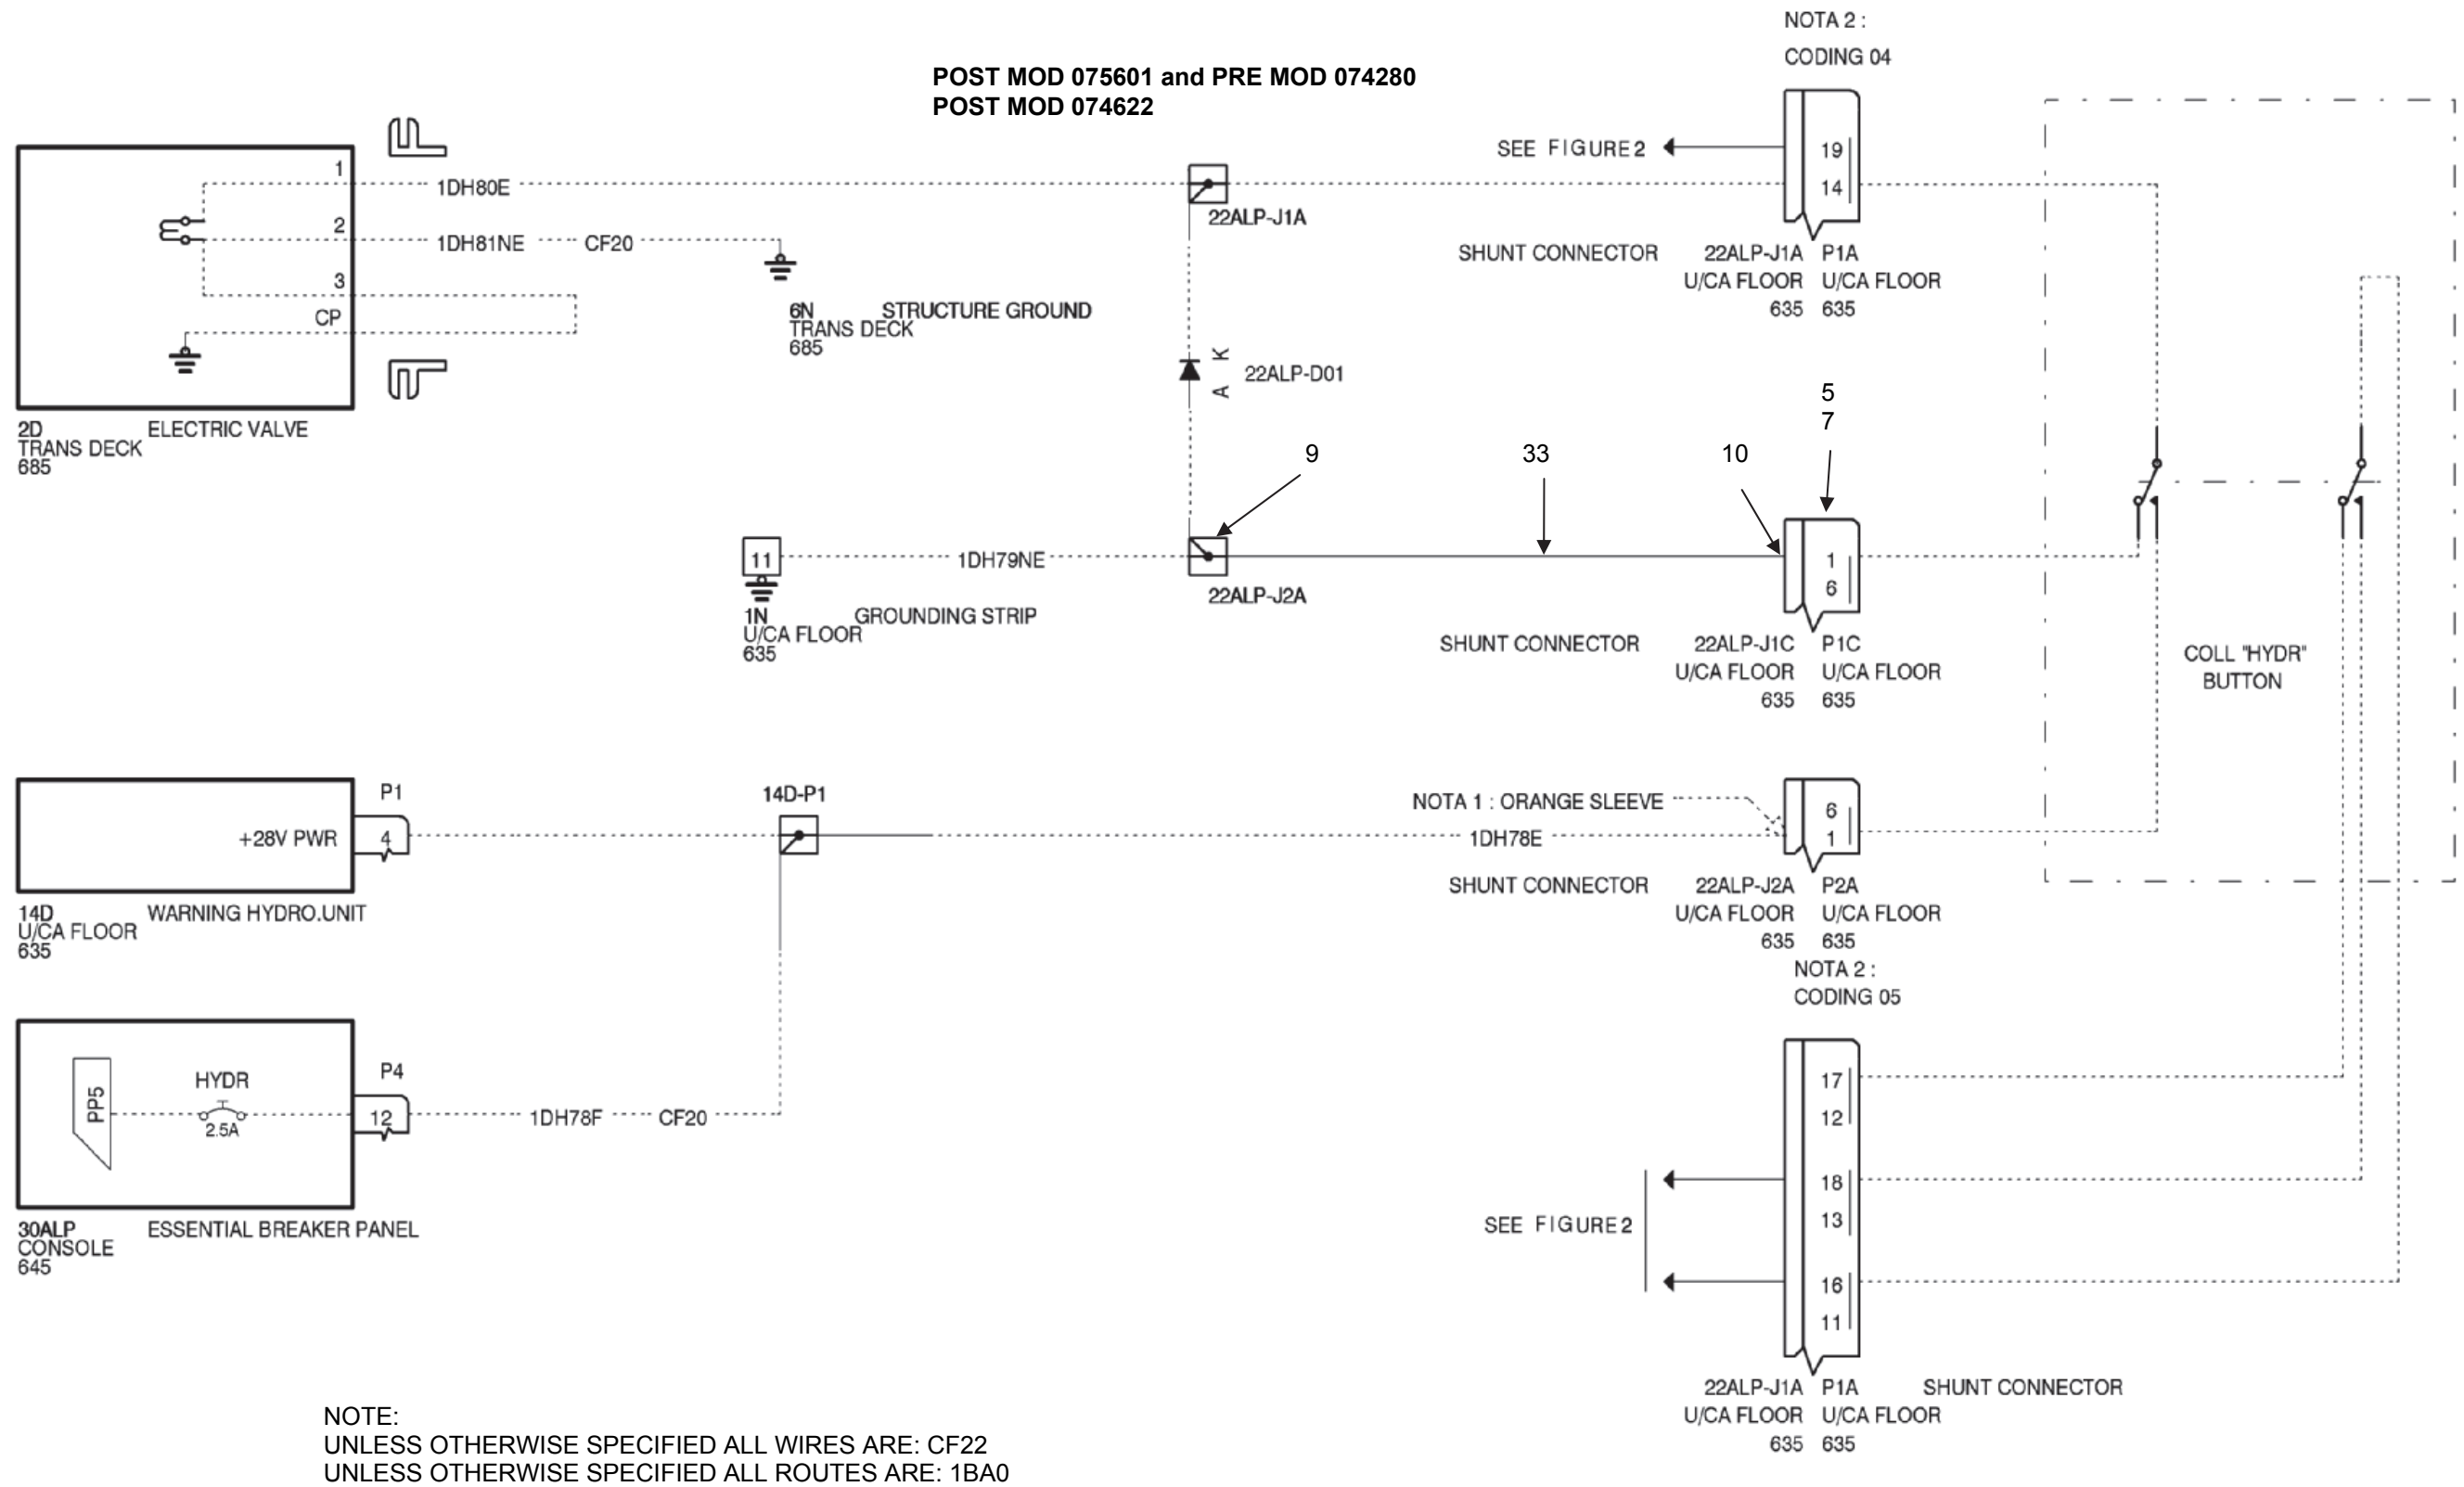 NOTA 2 :
CODING 04
POST MOD 075601 and PRE MOD 074280
POST MOD 074622
SEE FIGURE 2
19
14
1
1DH80E
22ALP-J1A
2
1DH81NE
CF20
3
CP
SHUNT CONNECTOR
22ALP-J1A P1A
U/CA FLOOR U/CA FLOOR
635 635
6N STRUCTURE GROUND
TRANS DECK
685
K
A
22ALP-D01
2D ELECTRIC VALVE
TRANS DECK
685
5
7
9
33
10
11
1DH79NE
1
6
22ALP-J2A
1N GROUNDING STRIP
U/CA FLOOR
635
SHUNT CONNECTOR
22ALP-J1C P1C
U/CA FLOOR U/CA FLOOR
635 635
COLL "HYDR"
BUTTON
P1
+28V PWR
4
14D-P1
NOTA 1 : ORANGE SLEEVE
1DH78E
6
1
14D WARNING HYDRO.UNIT
U/CA FLOOR
635
SHUNT CONNECTOR
22ALP-J2A P2A
U/CA FLOOR U/CA FLOOR
635 635
NOTA 2 :
CODING 05
PP5
HYDR
2.5A
P4
12
1DH78F
CF20
17
12
18
13
16
11
SEE FIGURE 2
30ALP ESSENTIAL BREAKER PANEL
CONSOLE
645
22ALP-J1A P1A SHUNT CONNECTOR
U/CA FLOOR U/CA FLOOR
635 635
NOTE:
UNLESS OTHERWISE SPECIFIED ALL WIRES ARE: CF22
UNLESS OTHERWISE SPECIFIED ALL ROUTES ARE: 1BA0